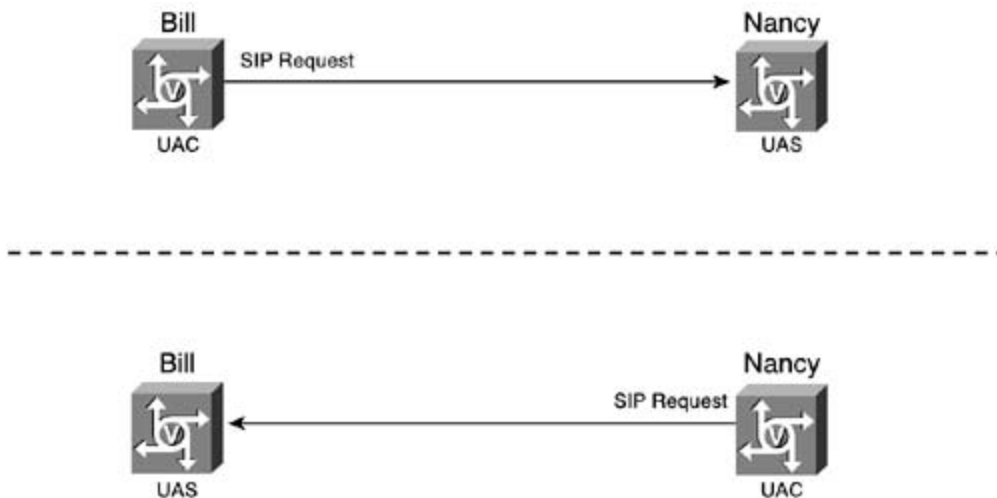 Bill
Nancy
SIP Request
V
V
UAC
UAS
Bill
Nancy
SIP Request
V
V
UAS
UAC